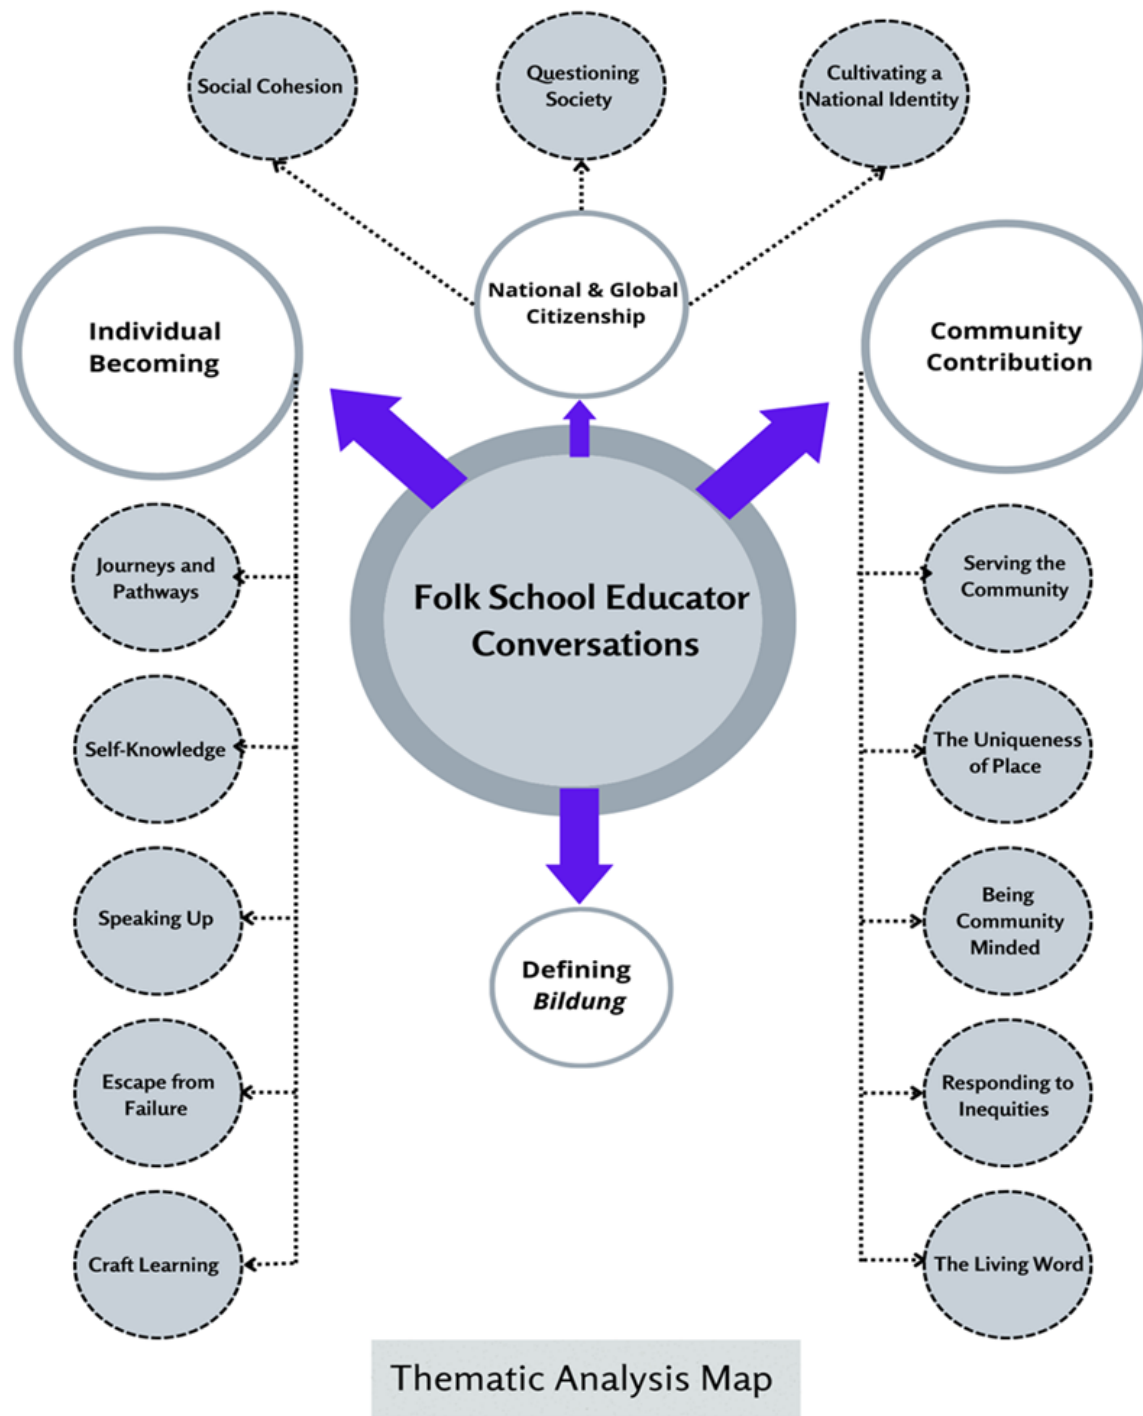 Social Cohesion
Questioning
Society
Cultivating a
National Identity
National & Global
Citizenship
Individual
Becoming
Community
Contribution
Folk School Educator
Conversations
Journeys and
Pathways
Self-Knowledge
Speaking Up
Escape from
Failure
Craft Learning
Serving the
Community
The Uniqueness
of Place
Being
Community
Minded
Responding to
Inequities
The Living Word
Defining
Bildung
Thematic Analysis Map